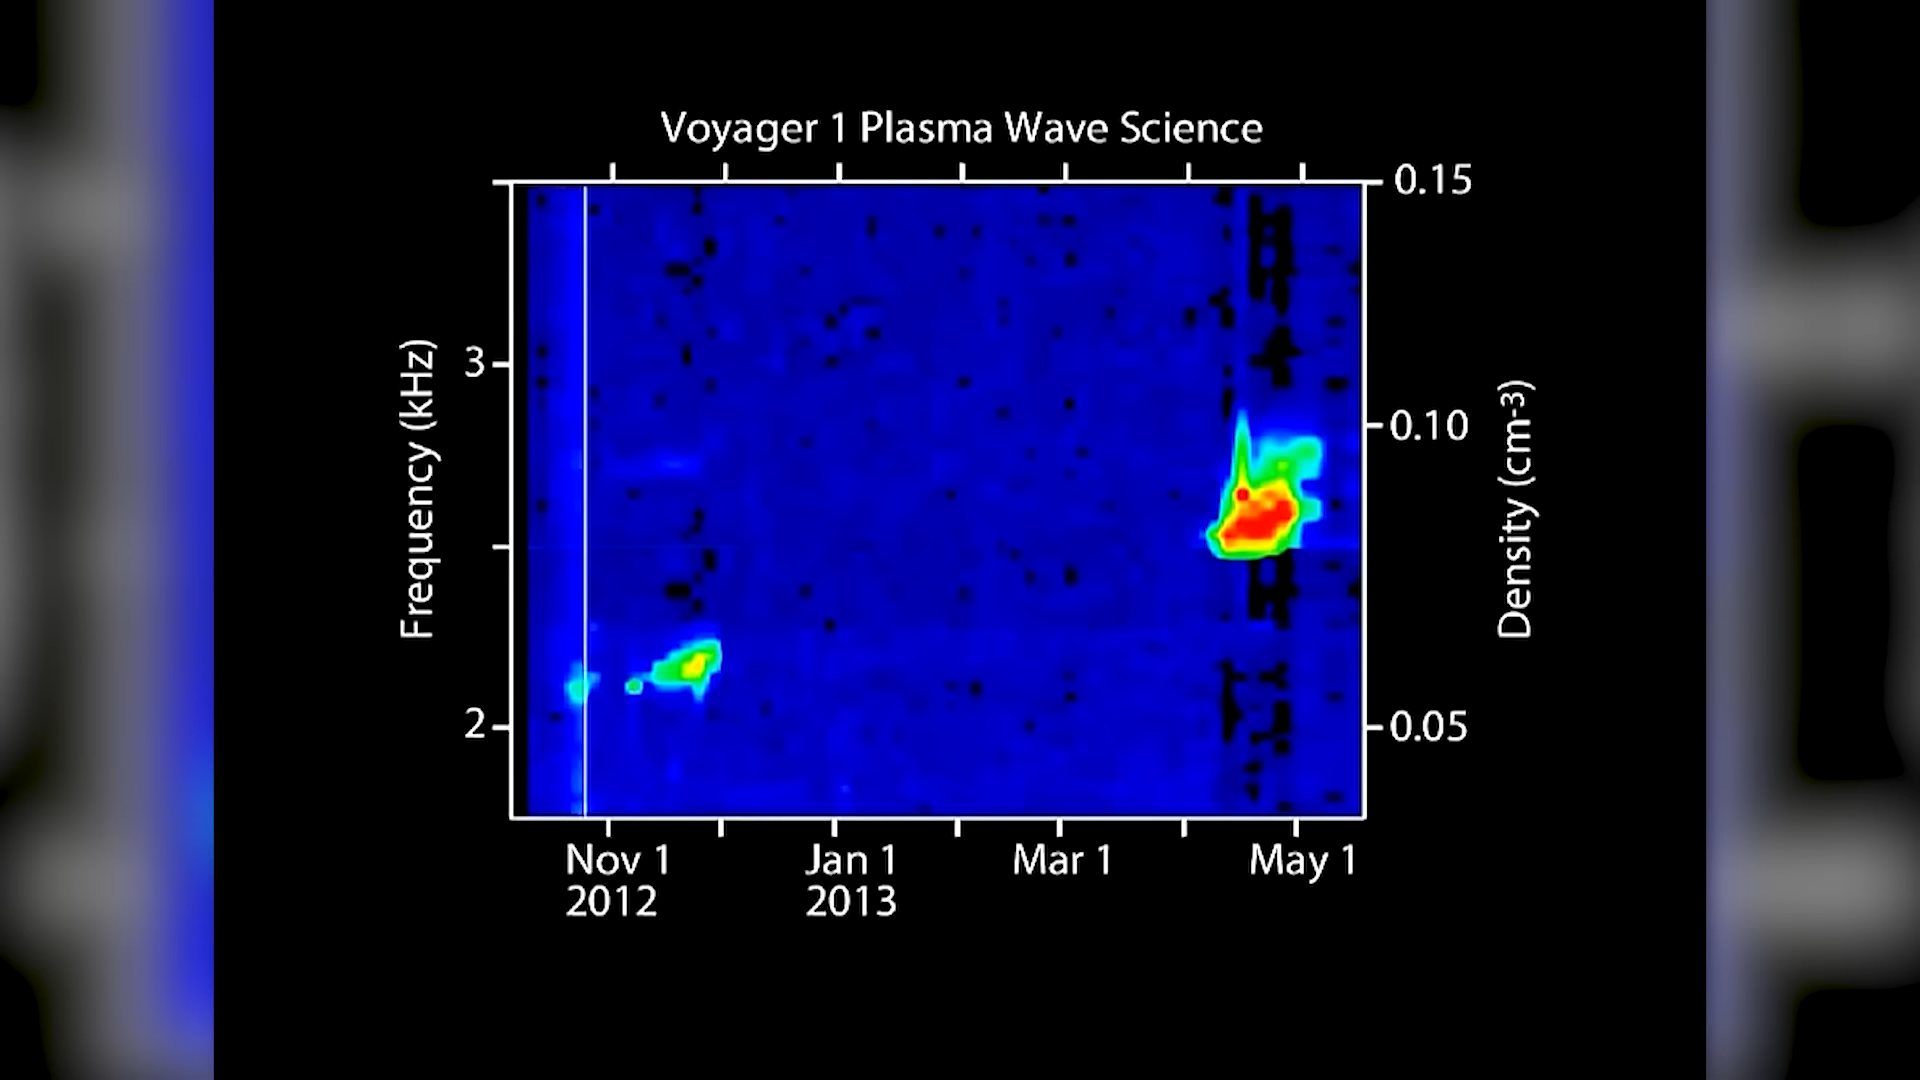 Voyager 1 Plasma Wave Science
0.15
3
0.10
Frequency (kHz)
Density (cm-3)
2
0.05
Nov 1
2012
Jan 1
2013
Mar 1
May 1